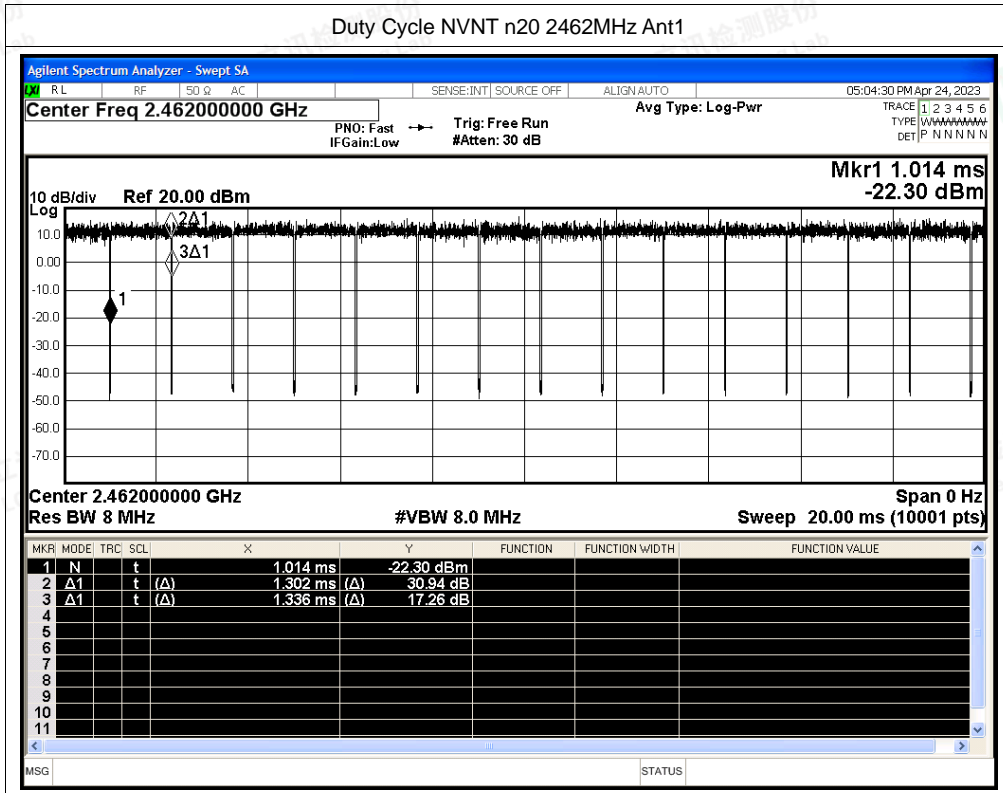 Duty Cycle NVNT n20 2462MHz Ant1
Agilent Spectrum Analyzer - Swept SA
LXI RL RF 50 Ω AC SENSE:INT SOURCE OFF ALIGN AUTO 05:04:30 PM Apr 24, 2023
Center Freq 2.462000000 GHz Avg Type: Log-Pwr TRACE 1 2 3 4 5 6
PNO: Fast Trig: Free Run TYPE WWWWWW
IFGain:Low #Atten: 30 dB DET P N N N N N
Mkr1 1.014 ms
10 dB/div Ref 20.00 dBm -22.30 dBm
Log
2Δ1
10.0
3Δ1
0.00
-10.0
1
-20.0
-30.0
-40.0
-50.0
-60.0
-70.0
Center 2.462000000 GHz Span 0 Hz
Res BW 8 MHz #VBW 8.0 MHz Sweep 20.00 ms (10001 pts)
MKR MODE TRC SCL X Y FUNCTION FUNCTION WIDTH FUNCTION VALUE
1 N t 1.014 ms -22.30 dBm
2 Δ1 t (Δ) 1.302 ms (Δ) 30.94 dB
3 Δ1 t (Δ) 1.336 ms (Δ) 17.26 dB
4
5
6
7
8
9
10
11
MSG STATUS